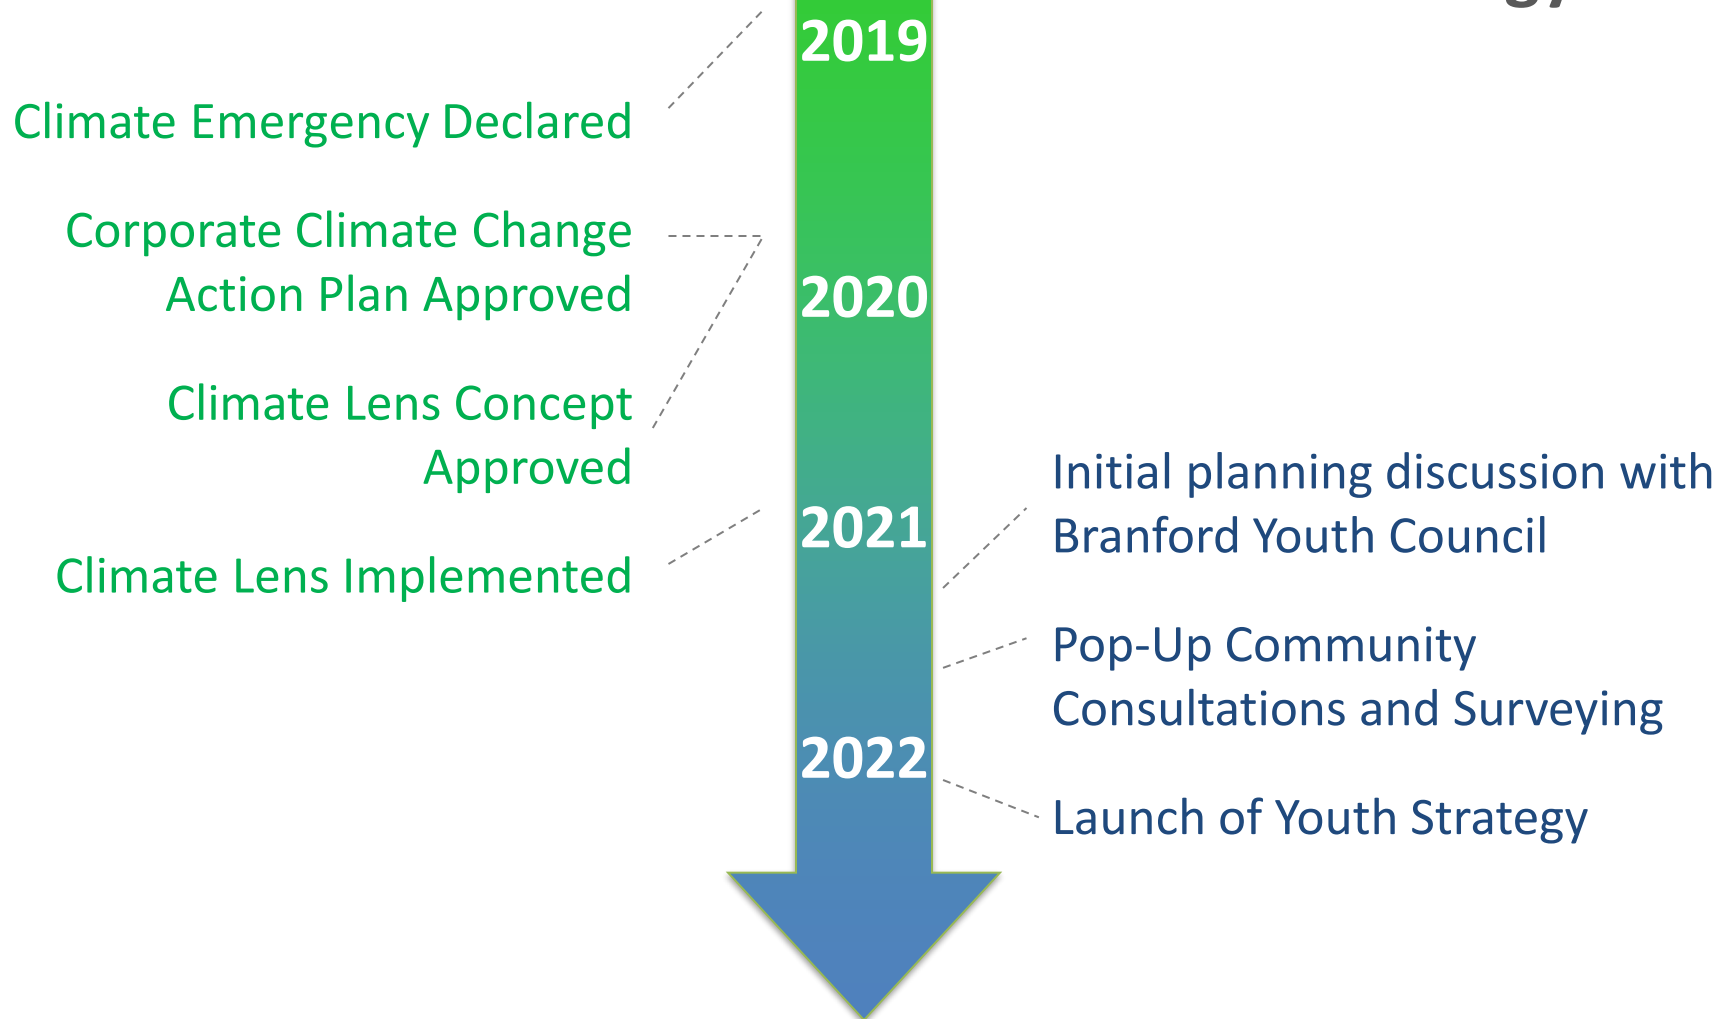 2019
Climate Emergency Declared
Corporate Climate Change
Action Plan Approved
2020
Climate Lens Concept
Approved
2021
Climate Lens Implemented
Initial planning discussion with
Branford Youth Council
Pop-Up Community
Consultations and Surveying
2022
Launch of Youth Strategy